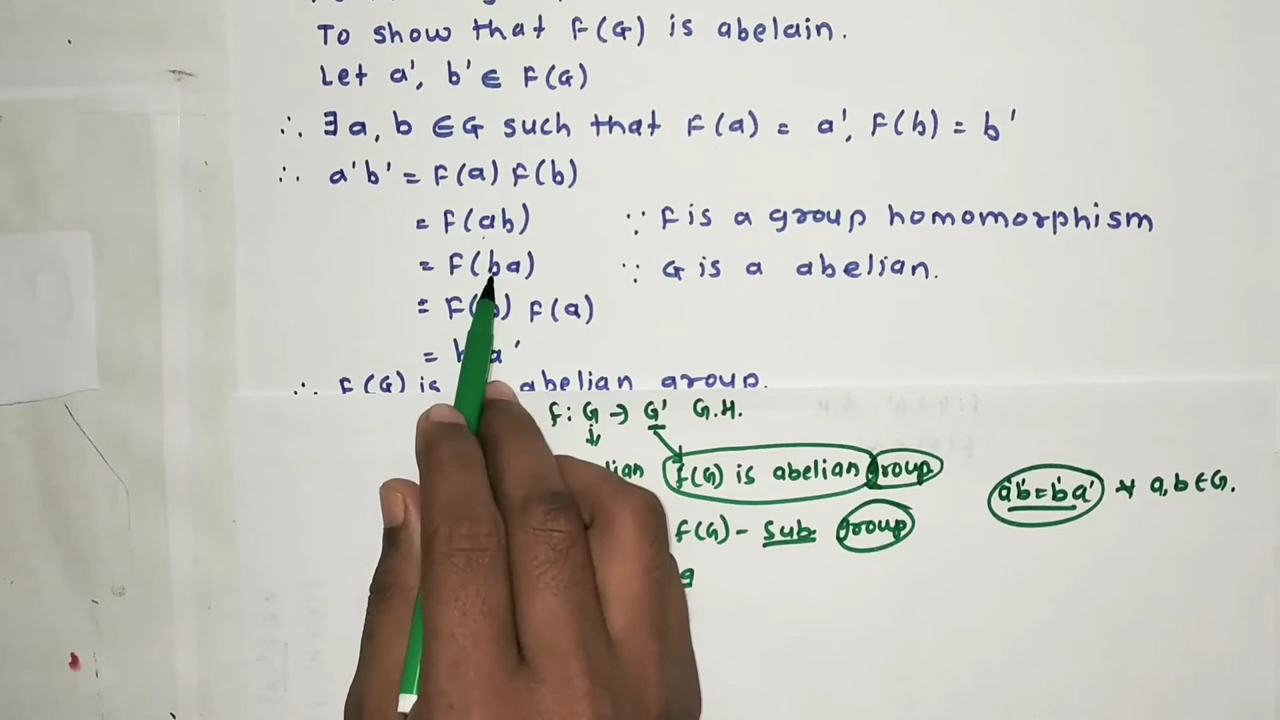 To show that f(G) is abelain.
Let a', b' ∈ f(G)
∴ ∃ a, b ∈ G such that f(a) = a', f(b) = b'
∴ a'b' = f(a) f(b)
= f(ab) ∵ f is a group homomorphism
= f(ba) ∵ G is a abelian.
= f( ) f(a)
= b a'
∴ f(G) is abelian group.
f: G → G' G.H.
f(G) is abelian group
a'b' = b'a' ∀ a, b ∈ G.
f(G) - sub group